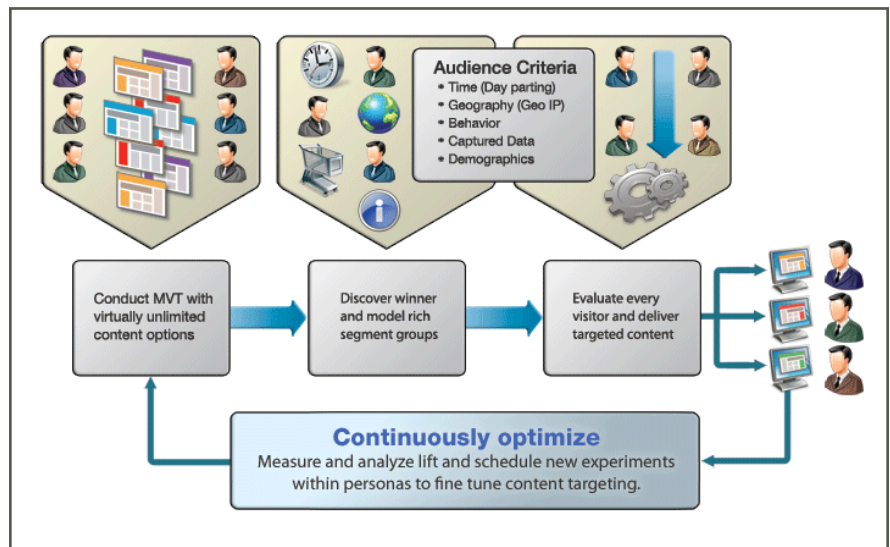 Audience Criteria
• Time (Day parting)
• Geography (Geo IP)
• Behavior
• Captured Data
• Demographics
Conduct MVT with
virtually unlimited
content options
Discover winner
and model rich
segment groups
Evaluate every
visitor and deliver
targeted content
Continuously optimize
Measure and analyze lift and schedule new experiments
within personas to fine tune content targeting.